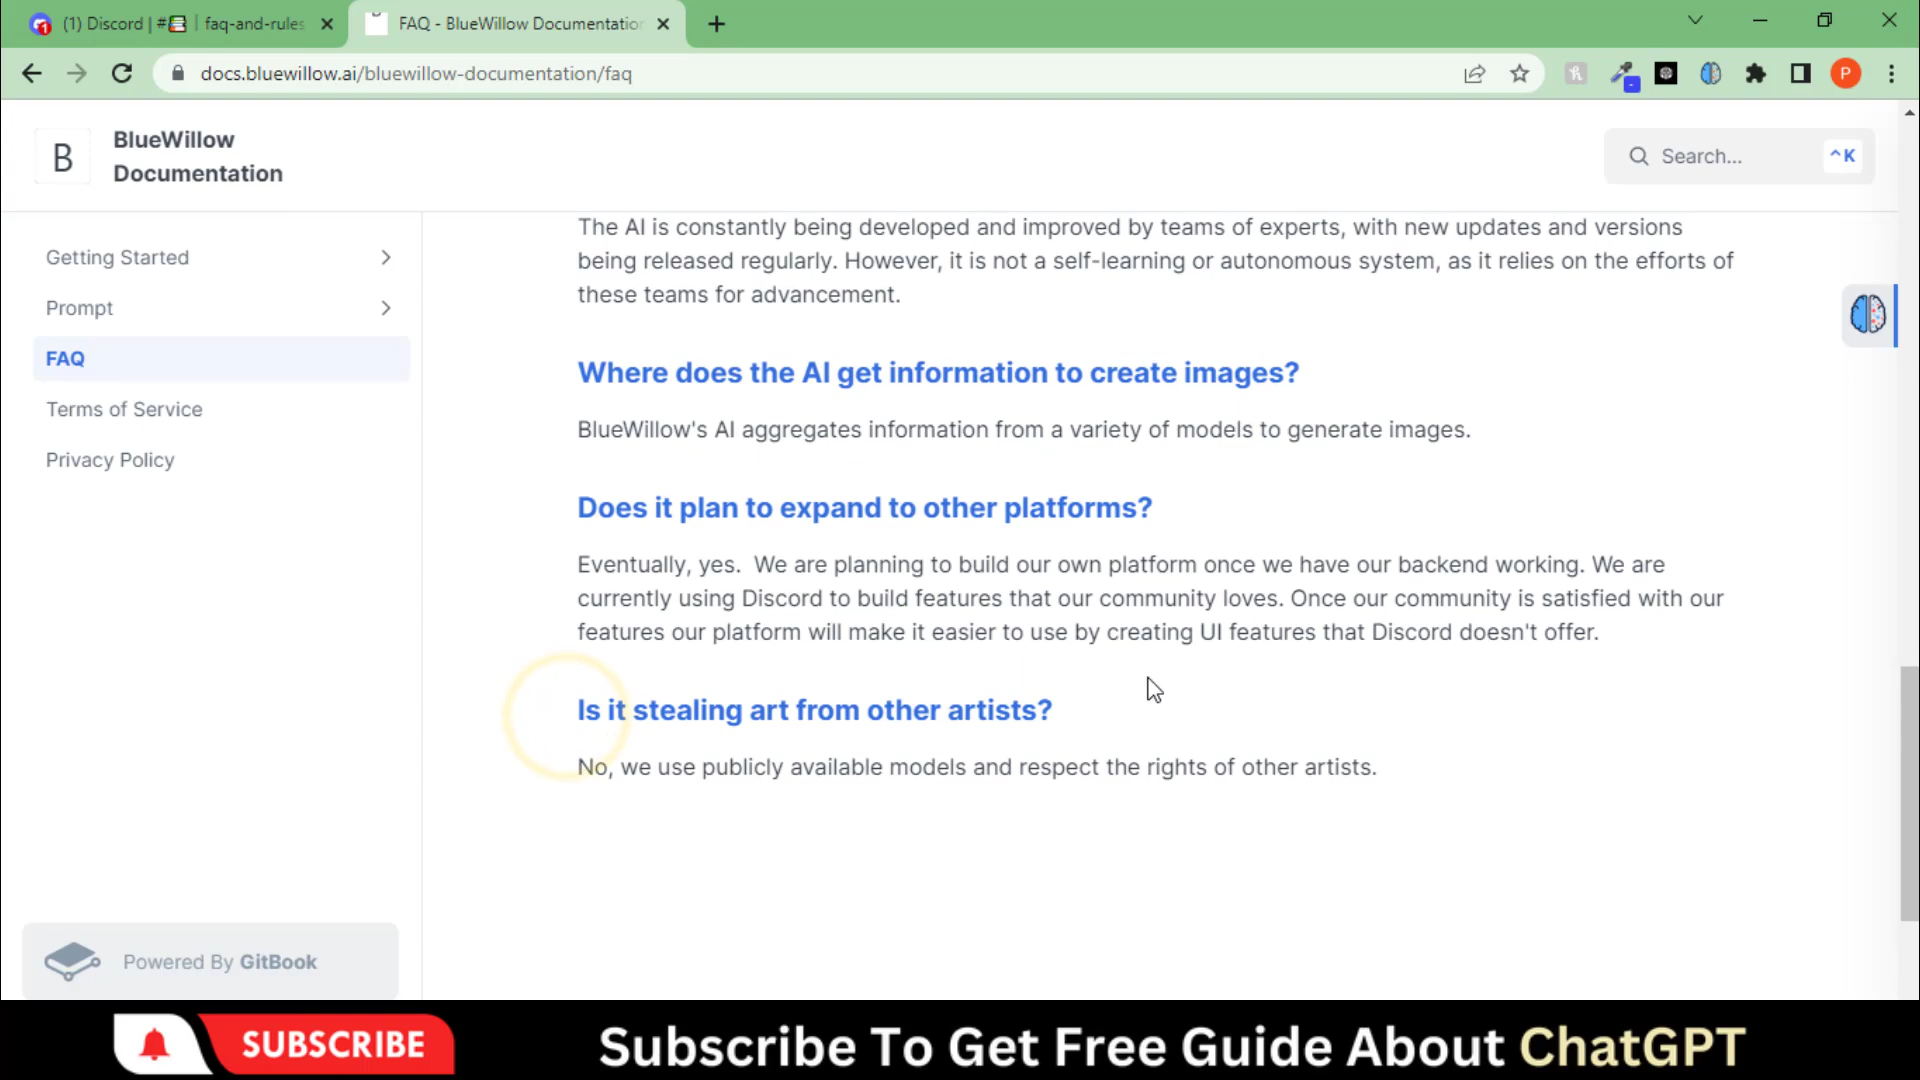 (1) Discord | # | faq-and-rules
FAQ - BlueWillow Documentation
docs.bluewillow.ai/bluewillow-documentation/faq
P
B
BlueWillow
Documentation
Search...
^K
Getting Started
Prompt
FAQ
Terms of Service
Privacy Policy
The AI is constantly being developed and improved by teams of experts, with new updates and versions
being released regularly. However, it is not a self-learning or autonomous system, as it relies on the efforts of
these teams for advancement.
Where does the AI get information to create images?
BlueWillow's AI aggregates information from a variety of models to generate images.
Does it plan to expand to other platforms?
Eventually, yes.  We are planning to build our own platform once we have our backend working. We are
currently using Discord to build features that our community loves. Once our community is satisfied with our
features our platform will make it easier to use by creating UI features that Discord doesn't offer.
Is it stealing art from other artists?
No, we use publicly available models and respect the rights of other artists.
Powered By GitBook
SUBSCRIBE
Subscribe To Get Free Guide About ChatGPT